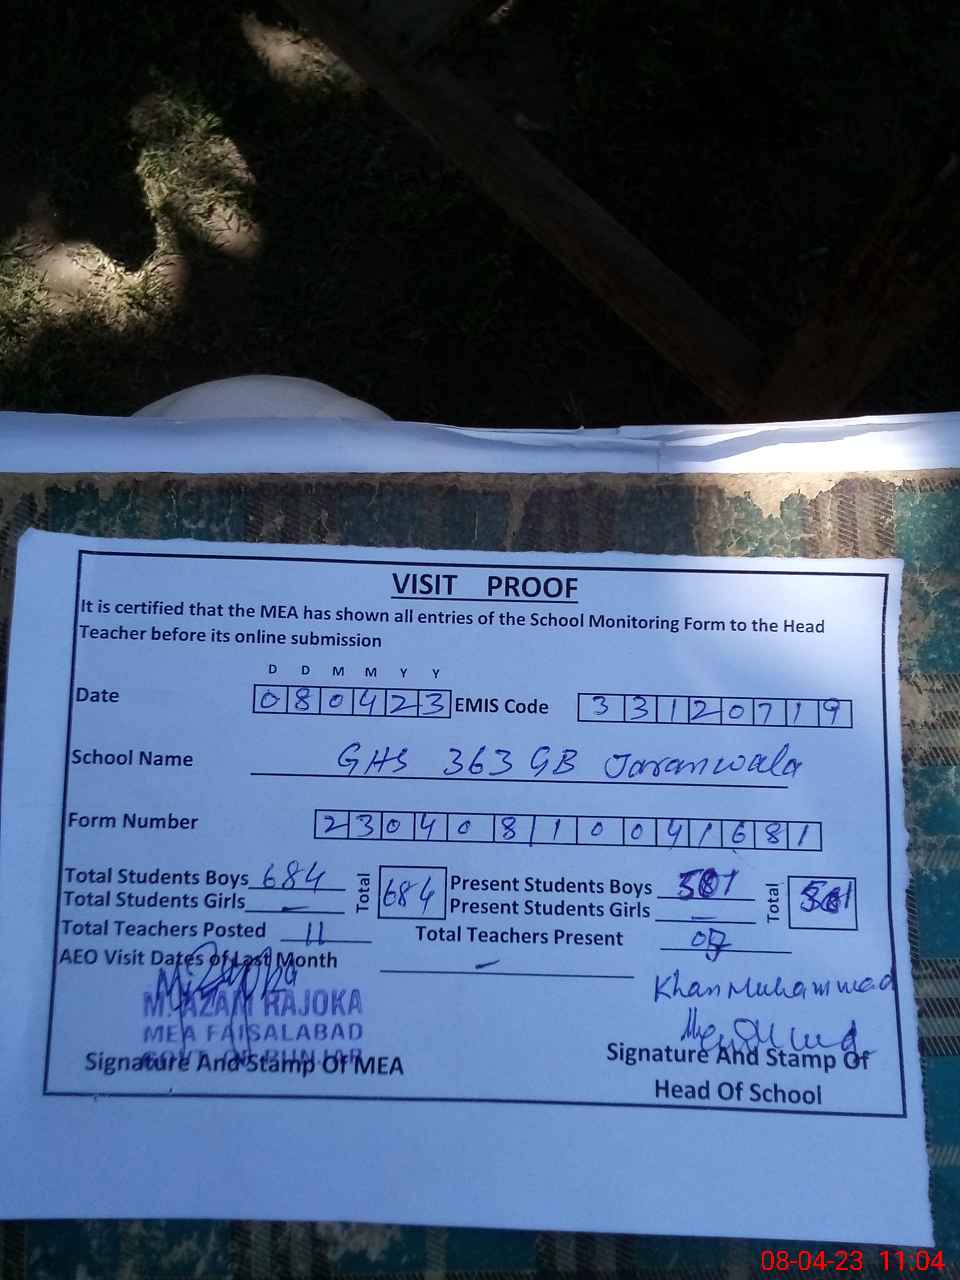 VISIT PROOF
It is certified that the MEA has shown all entries of the School Monitoring Form to the Head
Teacher before its online submission
D D M M Y Y
Date 080423 EMIS Code 33120719
School Name GHS 363 GB Jaranwala
Form Number 23040810041681
Total Students Boys 684 Total 684 Present Students Boys Total
Total Students Girls – Present Students Girls –
Total Teachers Posted 11 Total Teachers Present
AEO Visit Dates of Last Month –
Khan Muhammad
M. AZAM RAJOKA
MEA FAISALABAD
GOVT. OF PUNJAB
Signature And Stamp Of MEA
Signature And Stamp Of
Head Of School
08-04-23 11:04